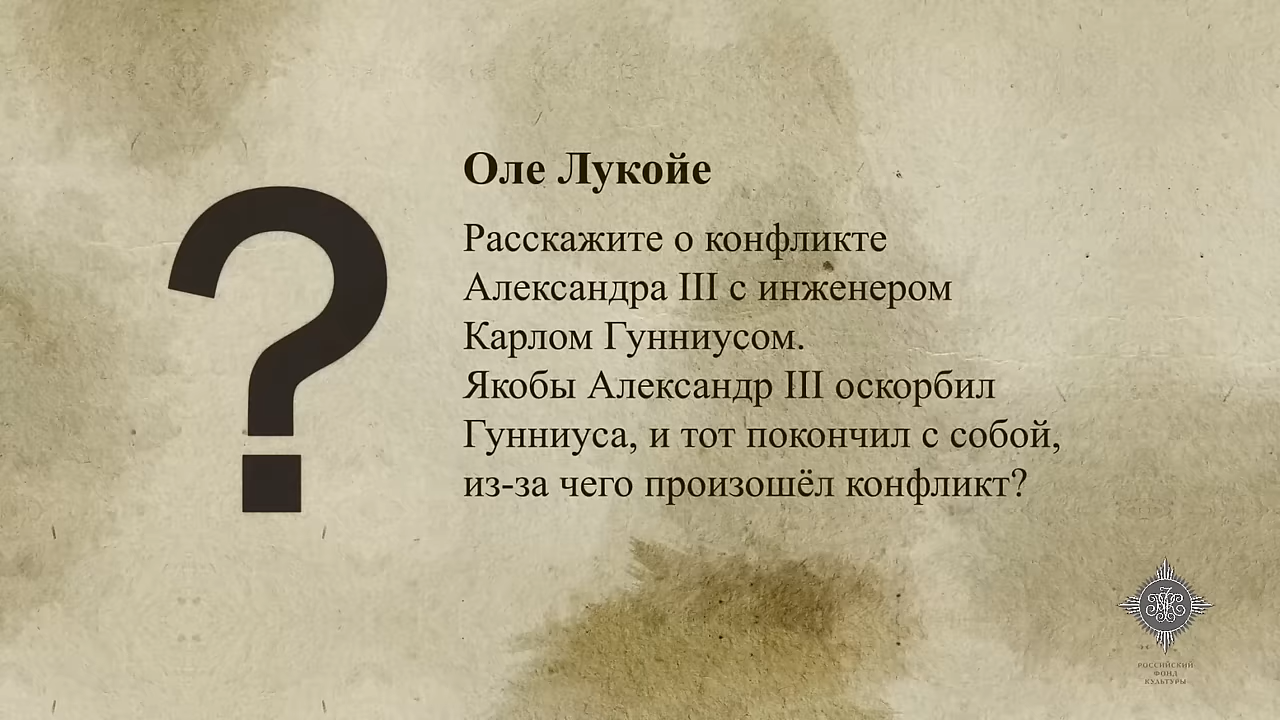 ?
Оле Лукойе
Расскажите о конфликте
Александра III с инженером
Карлом Гунниусом.
Якобы Александр III оскорбил
Гунниуса, и тот покончил с собой,
из-за чего произошёл конфликт?
РОССИЙСКИЙ
ФОНД
КУЛЬТУРЫ